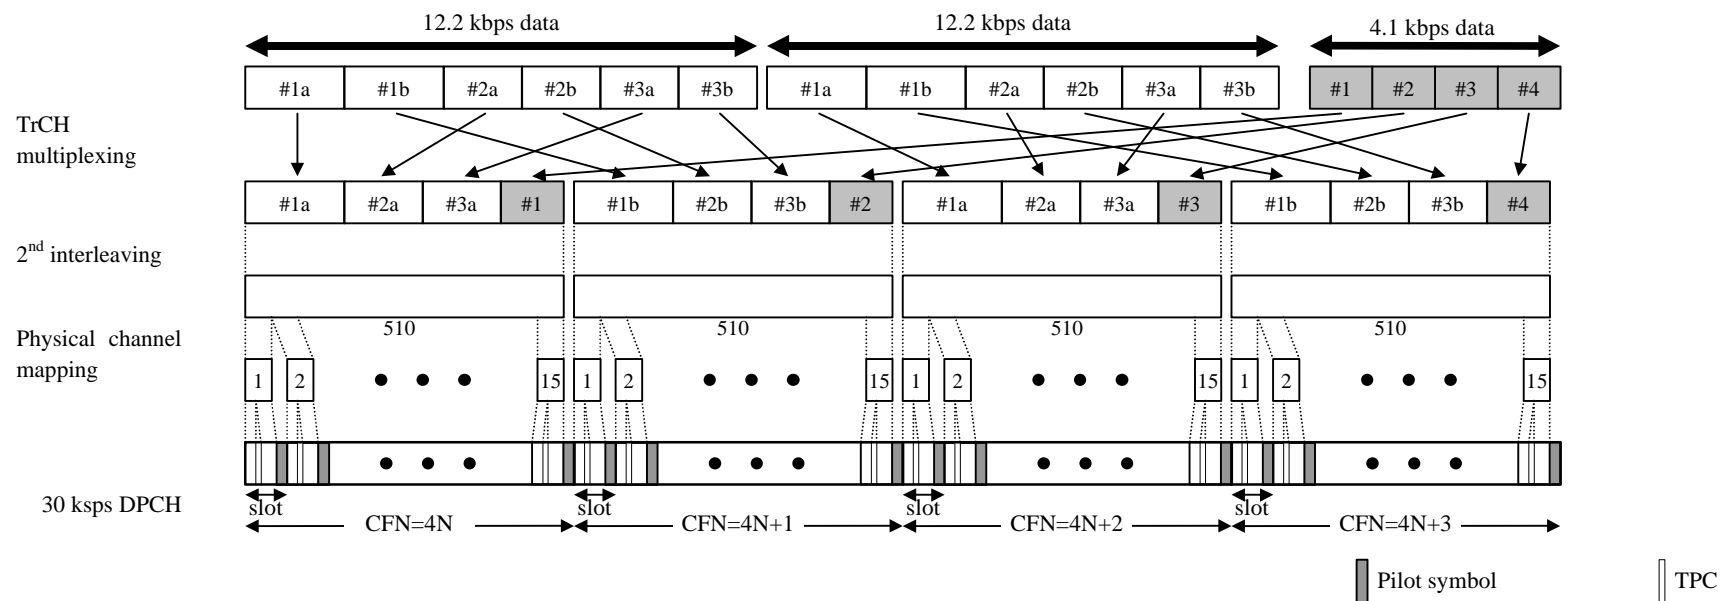 12.2 kbps data 12.2 kbps data 4.1 kbps data
#1a #1b #2a #2b #3a #3b #1a #1b #2a #2b #3a #3b #1 #2 #3 #4
TrCH
multiplexing
#1a #2a #3a #1 #1b #2b #3b #2 #1a #2a #3a #3 #1b #2b #3b #4
2nd interleaving
510 510 510 510
Physical channel
mapping
1 2 15 1 2 15 1 2 15 1 2 15
30 ksps DPCH
slot slot slot slot
CFN=4N CFN=4N+1 CFN=4N+2 CFN=4N+3
Pilot symbol TPC